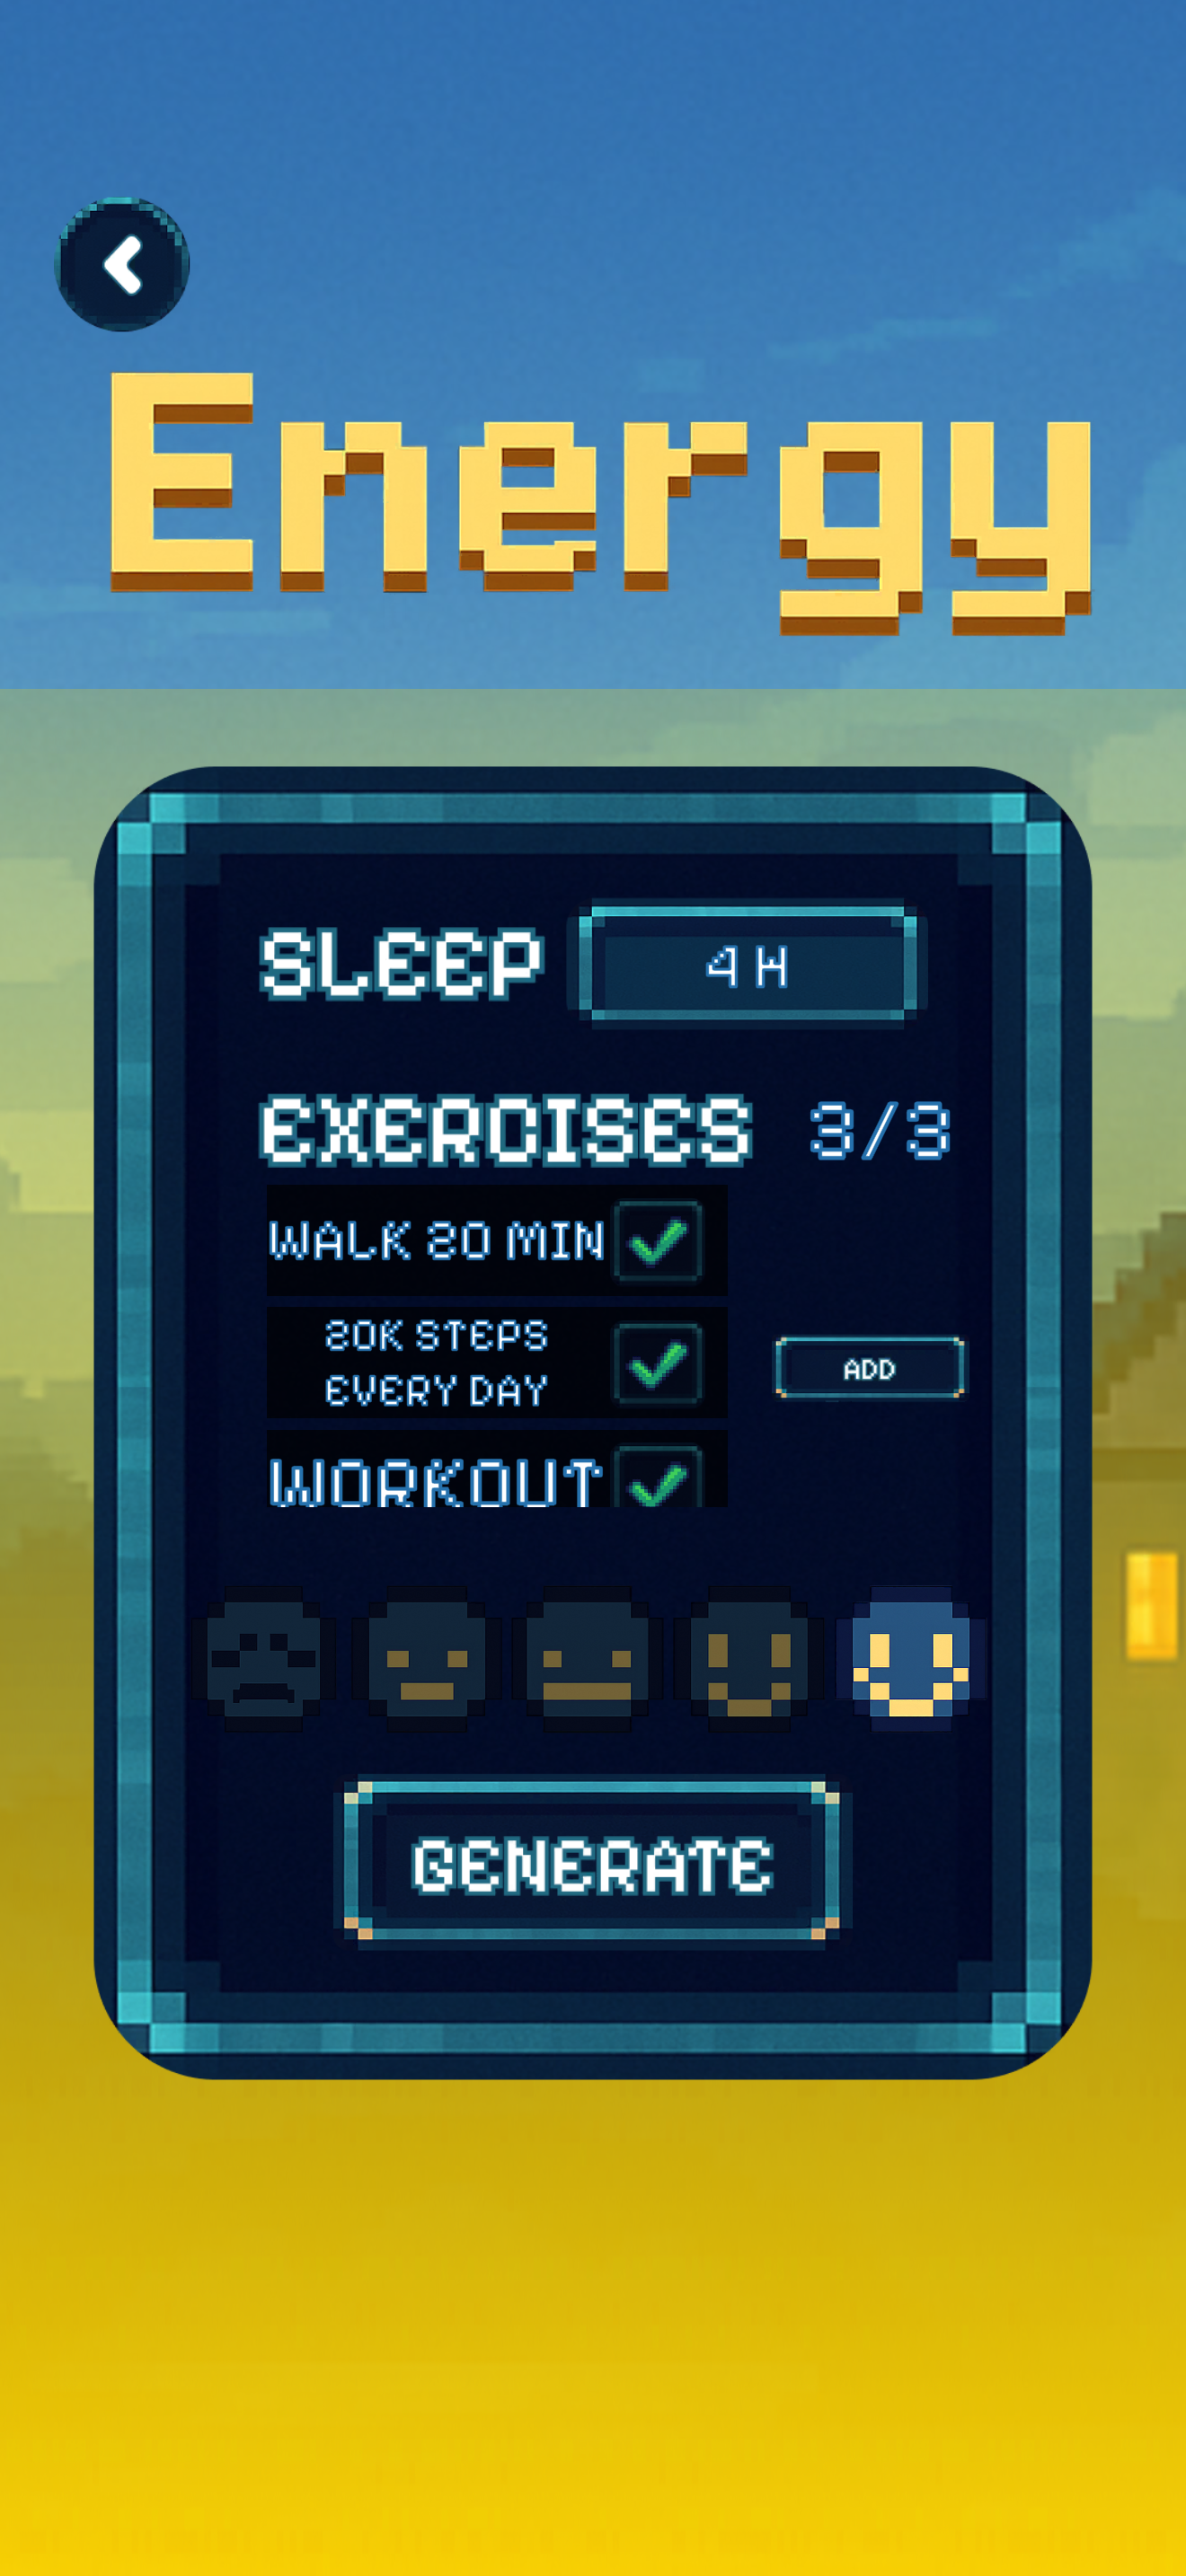 Energy
SLEEP 4 H
EXERCISES 3/3
WALK 20 MIN
20K STEPS
EVERY DAY
ADD
WORKOUT
GENERATE